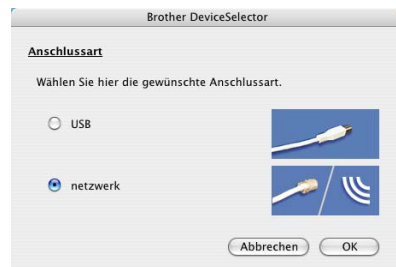 Brother DeviceSelector
Anschlussart
Wählen Sie hier die gewünschte Anschlussart.
USB
netzwerk
Abbrechen OK